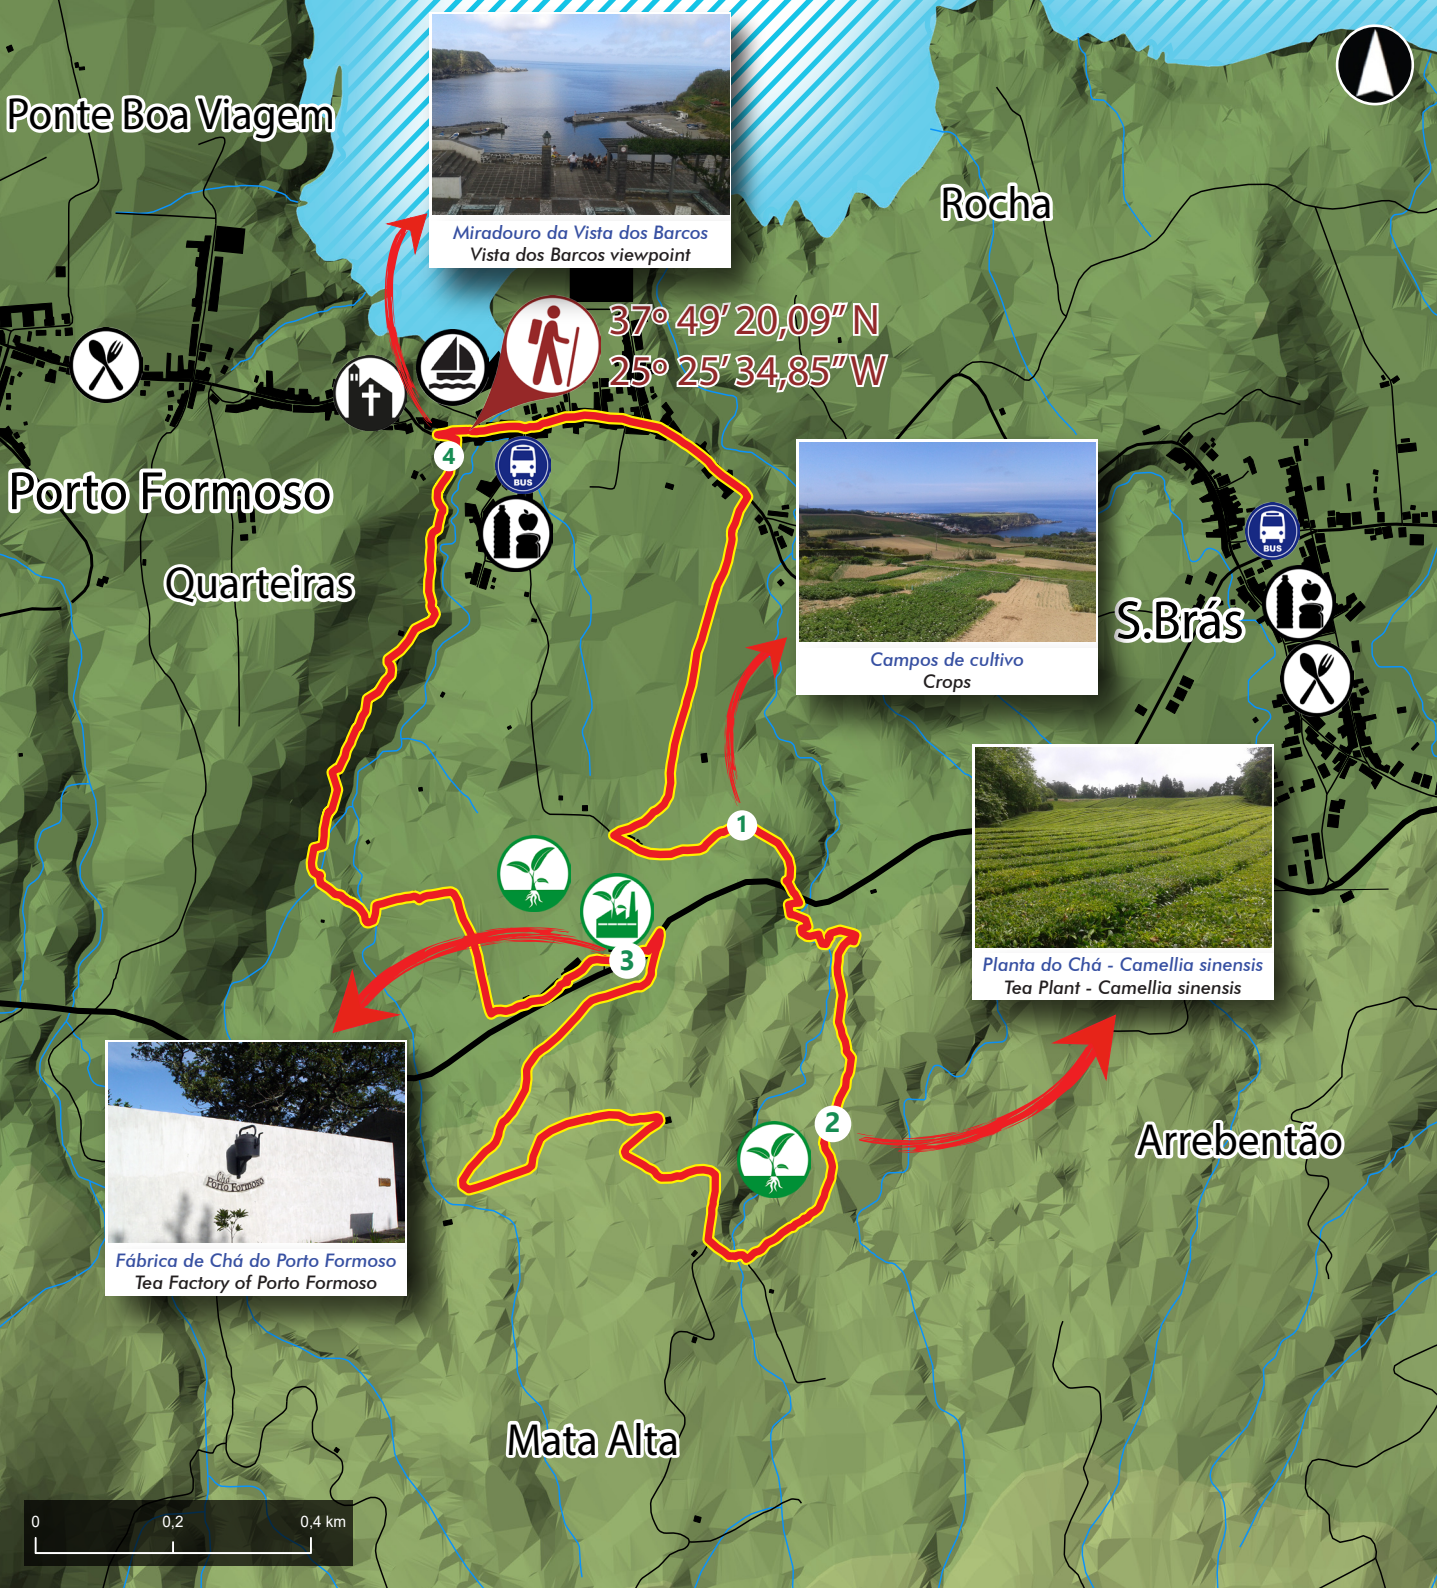 Ponte Boa Viagem
Miradouro da Vista dos Barcos
Vista dos Barcos viewpoint
Rocha
37º 49’ 20,09’’ N
25º 25’ 34,85’’ W
4
BUS
Porto Formoso
Quarteiras
Campos de cultivo
Crops
BUS
S.Brás
1
Planta do Chá - Camellia sinensis
Tea Plant - Camellia sinensis
3
2
Chá
Porto Formoso
Fábrica de Chá do Porto Formoso
Tea Factory of Porto Formoso
Arrebentão
Mata Alta
0 0,2 0,4 km